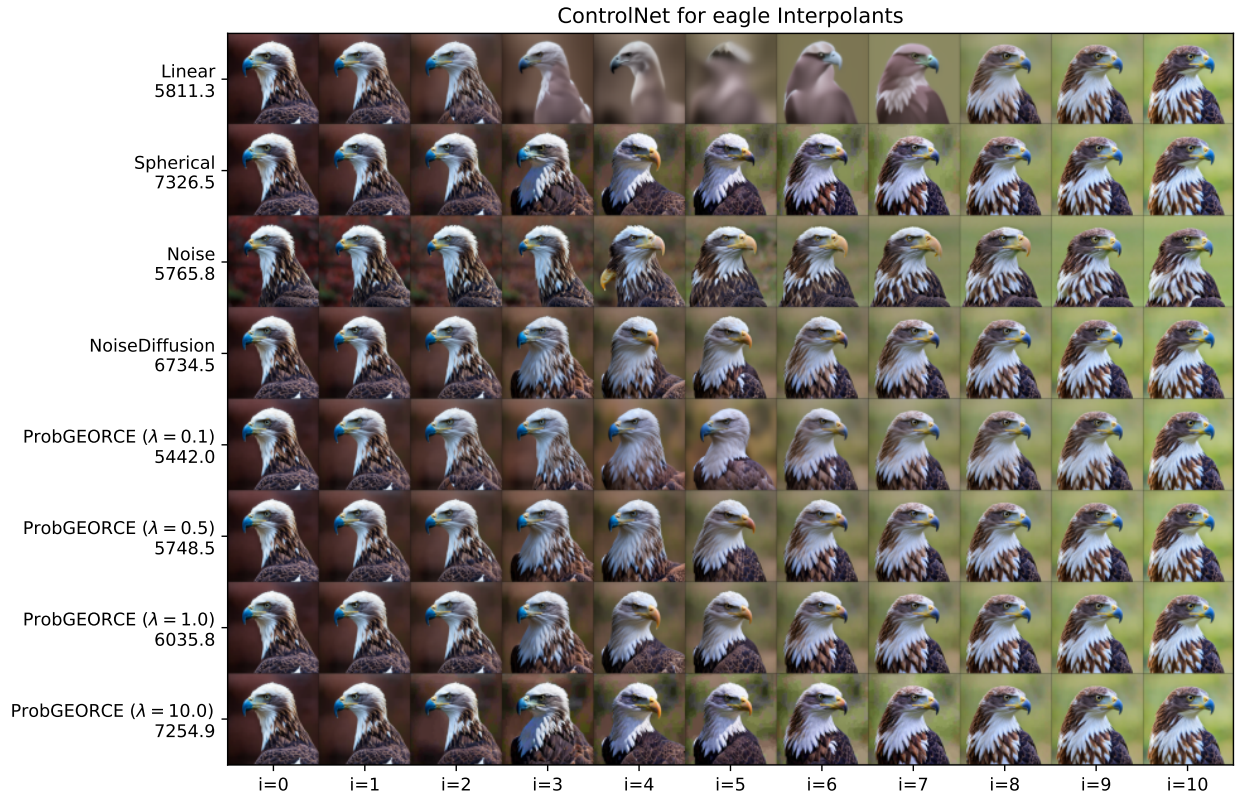 ControlNet for eagle Interpolants
Linear
5811.3
Spherical
7326.5
Noise
5765.8
NoiseDiffusion
6734.5
ProbGEORCE (λ = 0.1)
5442.0
ProbGEORCE (λ = 0.5)
5748.5
ProbGEORCE (λ = 1.0)
6035.8
ProbGEORCE (λ = 10.0)
7254.9
i=0 i=1 i=2 i=3 i=4 i=5 i=6 i=7 i=8 i=9 i=10